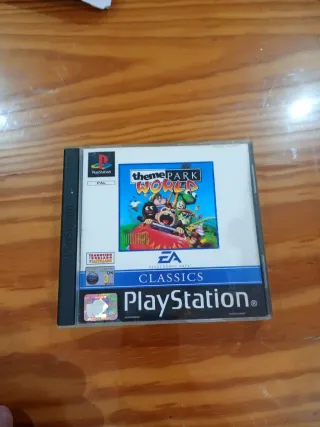 PlayStation
PAL
theme PARK
WORLD
EA
CLASSICS
PlayStation®